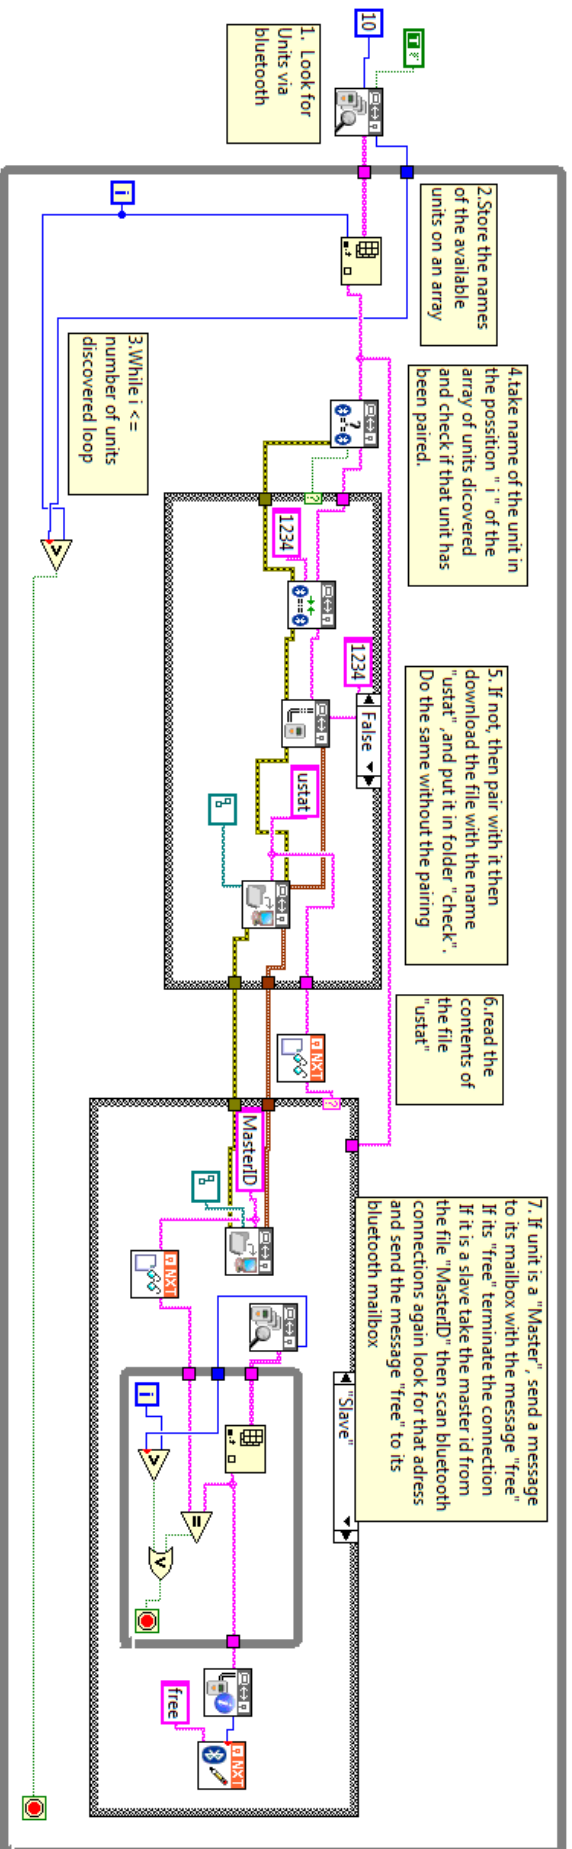 10
T
1. Look for
Units via
bluetooth
2.Store the names
of the available
units on an array
i
3.While i <=
number of units
discovered loop
4.take name of the unit in
the possition " i " of the
array of units dicovered
and check if that unit has
been paired.
?
?
1234
1234
False
ustat
5. If not, then pair with it then
download the file with the name
"ustat" ,and put it in folder "check".
Do the same without the pairing
6.read the
contents of
the file
"ustat"
NXT
?
7. If unit is a "Master", send a message
to its mailbox with the message "free"
If its "free" terminate the connection
If it is a slave take the master id from
the file "MasterID" then scan bluetooth
connections again look for that adress
and send the message "free" to its
bluetooth mailbox
"Slave"
MasterID
NXT
i
free
NXT